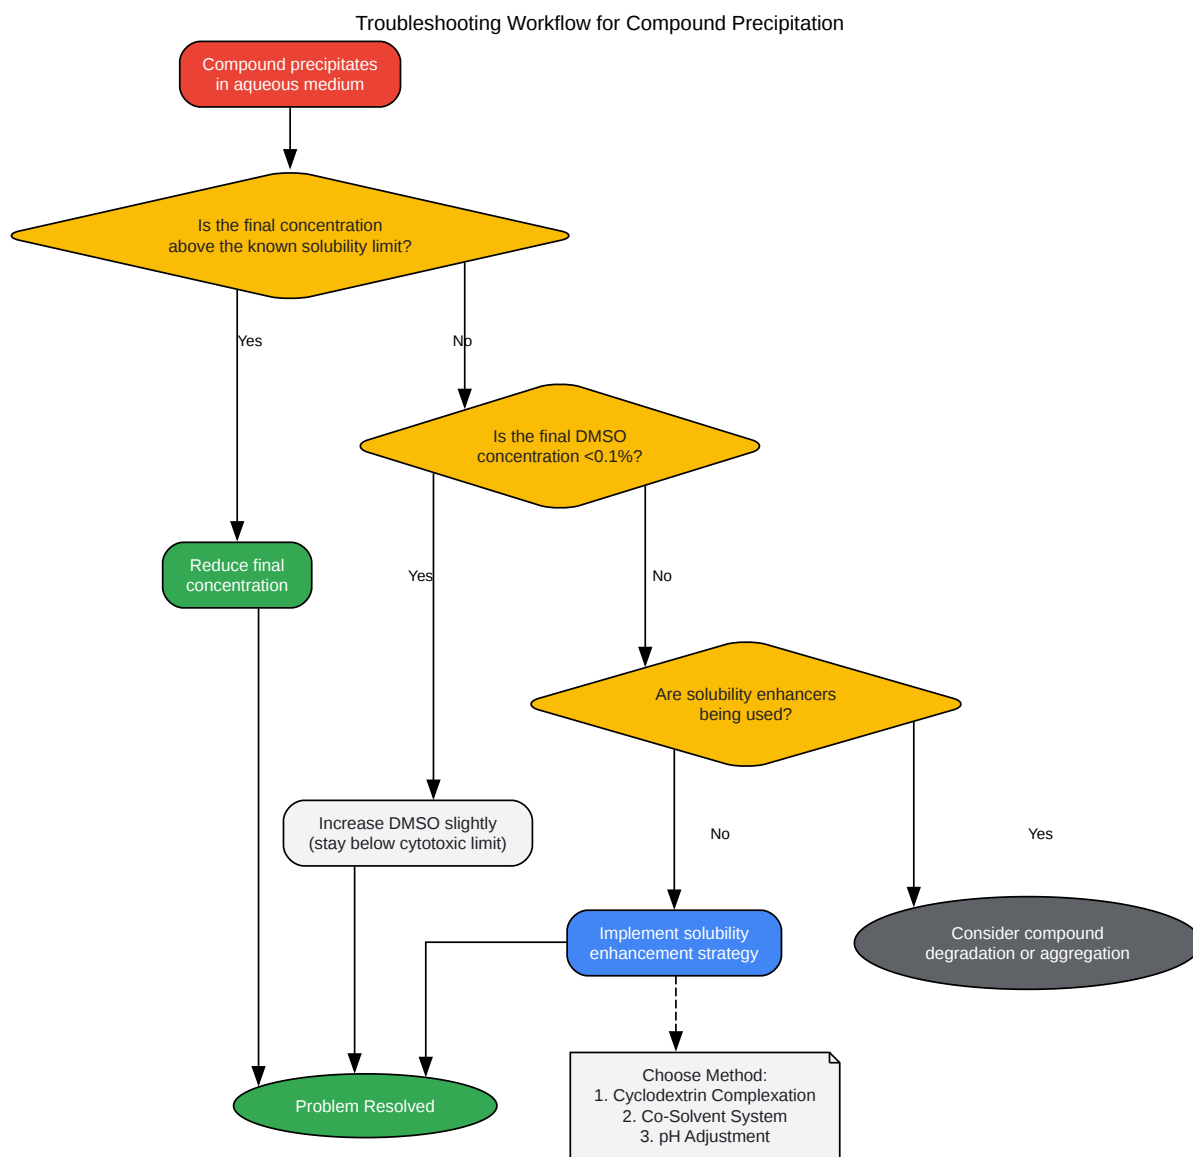 Troubleshooting Workflow for Compound Precipitation
Compound precipitates
in aqueous medium
Is the final concentration
above the known solubility limit?
Yes
No
Is the final DMSO
concentration <0.1%?
Reduce final
concentration
Yes
No
Are solubility enhancers
being used?
Increase DMSO slightly
(stay below cytotoxic limit)
No
Yes
Implement solubility
enhancement strategy
Consider compound
degradation or aggregation
Choose Method:
1. Cyclodextrin Complexation
2. Co-Solvent System
3. pH Adjustment
Problem Resolved